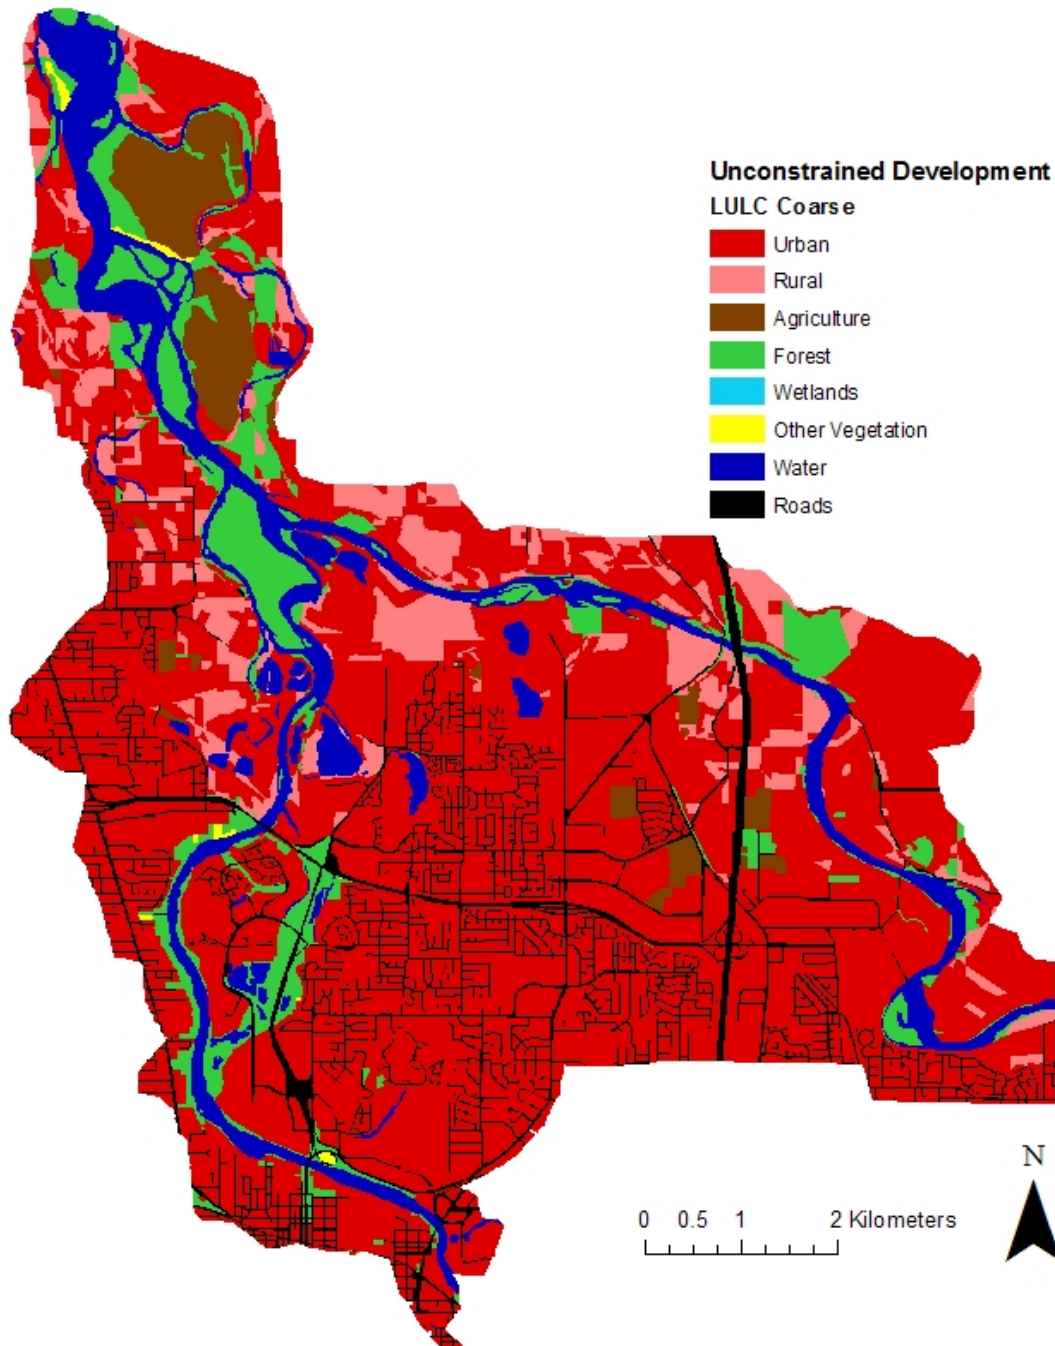 Unconstrained Development
LULC Coarse
Urban
Rural
Agriculture
Forest
Wetlands
Other Vegetation
Water
Roads
N
0 0.5 1 2 Kilometers